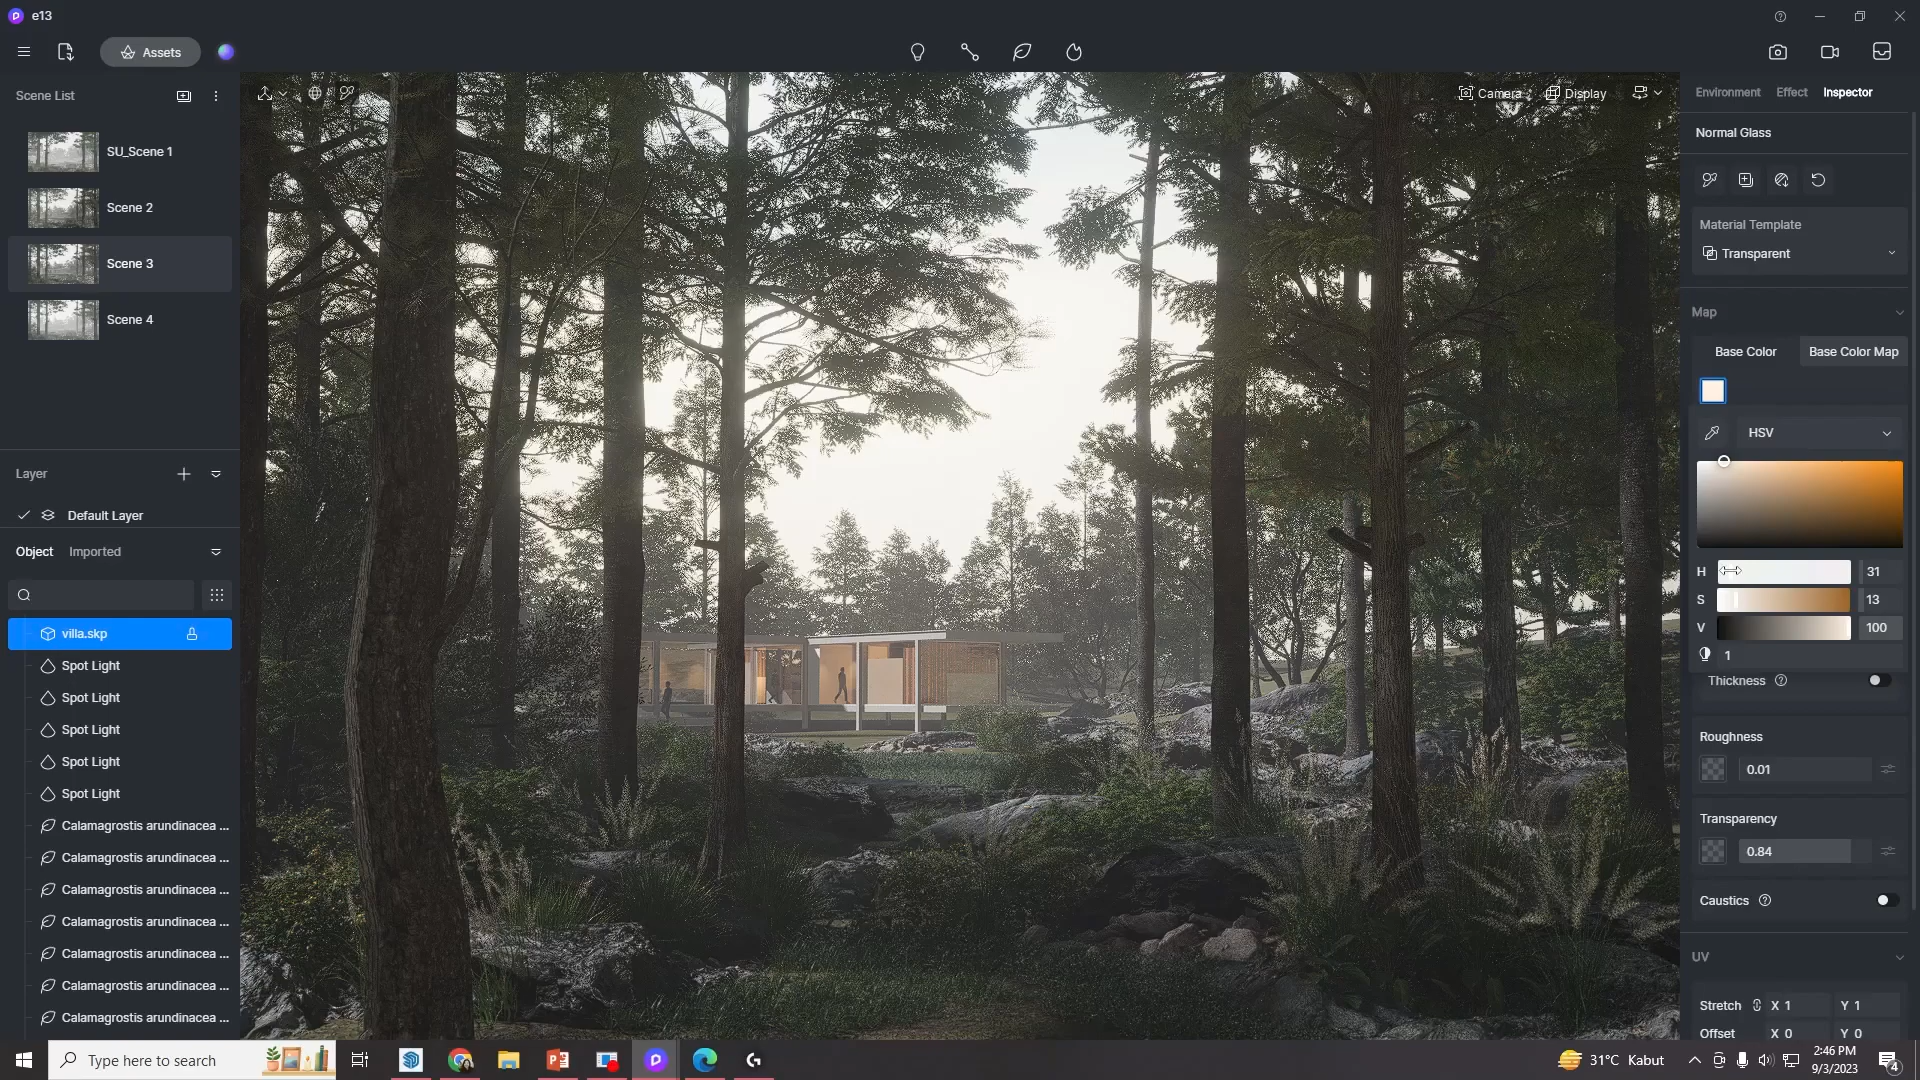 e13
Assets
Scene List
SU_Scene 1
Scene 2
Scene 3
Scene 4
Layer
Default Layer
Object Imported
villa.skp
Spot Light
Spot Light
Spot Light
Spot Light
Spot Light
Calamagrostis arundinacea ...
Calamagrostis arundinacea ...
Calamagrostis arundinacea ...
Calamagrostis arundinacea ...
Calamagrostis arundinacea ...
Calamagrostis arundinacea ...
Calamagrostis arundinacea ...
Camera Display
Environment Effect Inspector
Normal Glass
Material Template
Transparent
Map
Base Color Base Color Map
HSV
H 31
S 13
V 100
1
Thickness
Roughness
0.01
Transparency
0.84
Caustics
UV
Stretch X 1 Y 1
Offset X 0 Y 0
Type here to search
31°C Kabut
2:46 PM
9/3/2023
4